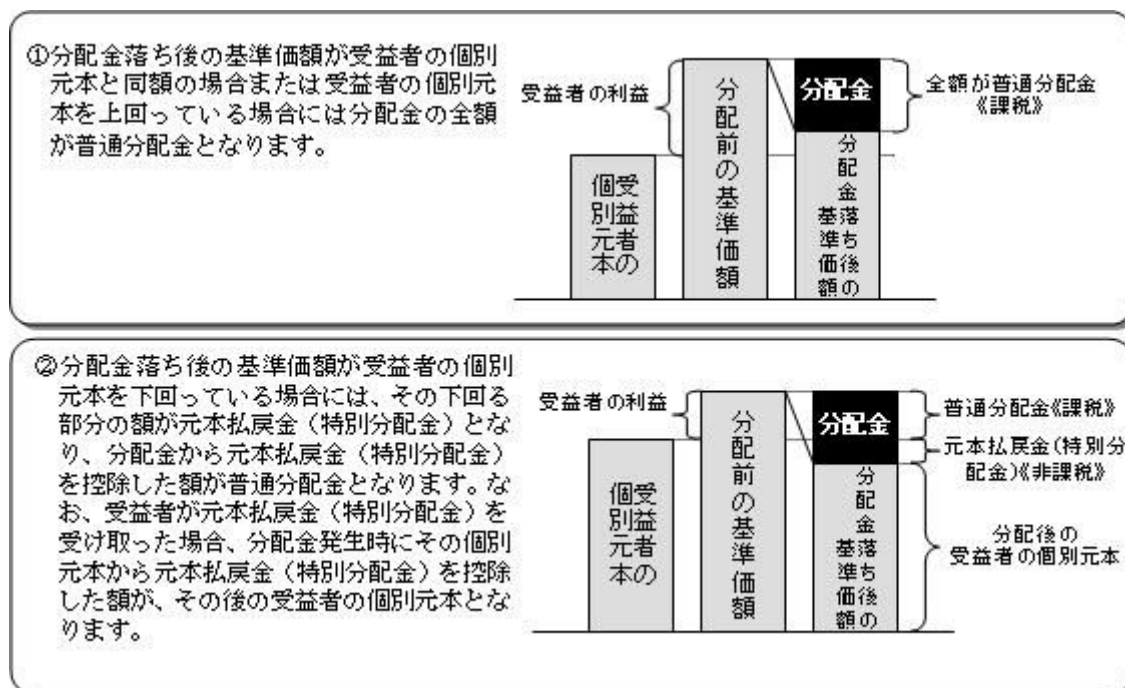 ①分配金落ち後の基準価額が受益者の個別
元本と同額の場合または受益者の個別元
本を上回っている場合には分配金の全額
が普通分配金となります。
受益者の利益
受益者の
個別元本
分配前の基準価額
分配金
分配金落ち後の
基準価額
全額が普通分配金
《課税》
②分配金落ち後の基準価額が受益者の個別
元本を下回っている場合には、その下回る
部分の額が元本払戻金（特別分配金）とな
り、分配金から元本払戻金（特別分配金）
を控除した額が普通分配金となります。な
お、受益者が元本払戻金（特別分配金）を
受け取った場合、分配金発生時にその個別
元本から元本払戻金（特別分配金）を控除
した額が、その後の受益者の個別元本とな
ります。
受益者の利益
受益者の
個別元本
分配前の基準価額
分配金
分配金落ち後の
基準価額
普通分配金《課税》
元本払戻金(特別分
配金)《非課税》
分配後の
受益者の個別元本